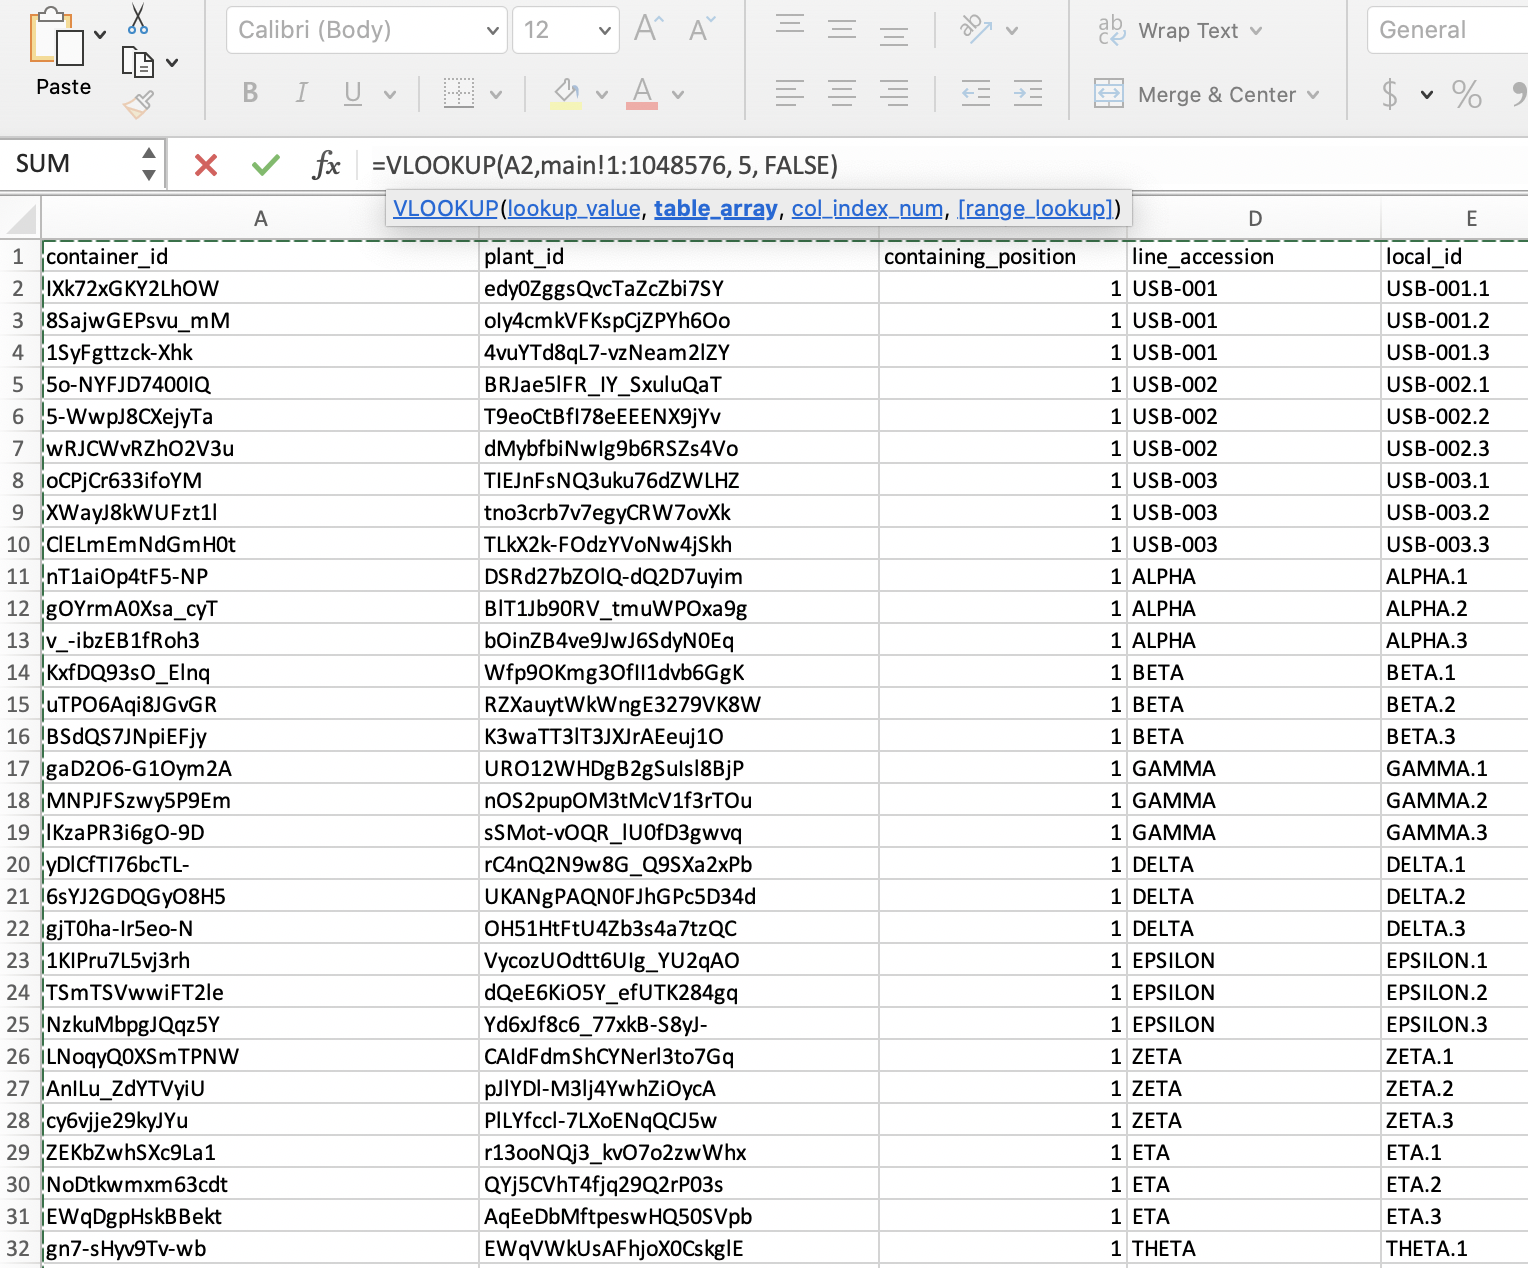 Calibri (Body) 12 A A ab Wrap Text General
Paste B I U A Merge & Center $ % 
SUM fx =VLOOKUP(A2,main!1:1048576, 5, FALSE)
VLOOKUP(lookup_value, table_array, col_index_num, [range_lookup])
A D E
1 container_id plant_id containing_position line_accession local_id
2 IXk72xGKY2LhOW edy0ZggsQvcTaZcZbi7SY 1 USB-001 USB-001.1
3 8SajwGEPsvu_mM oIy4cmkVFKspCjZPYh6Oo 1 USB-001 USB-001.2
4 1SyFgttzck-Xhk 4vuYTd8qL7-vzNeam2lZY 1 USB-001 USB-001.3
5 5o-NYFJD7400IQ BRJae5lFR_IY_SxuluQaT 1 USB-002 USB-002.1
6 5-WwpJ8CXejyTa T9eoCtBfI78eEEENX9jYv 1 USB-002 USB-002.2
7 wRJCWvRZhO2V3u dMybfbiNwIg9b6RSZs4Vo 1 USB-002 USB-002.3
8 oCPjCr633ifoYM TIEJnFsNQ3uku76dZWLHZ 1 USB-003 USB-003.1
9 XWayJ8kWUFzt1l tno3crb7v7egyCRW7ovXk 1 USB-003 USB-003.2
10 ClELmEmNdGmH0t TLkX2k-FOdzYVoNw4jSkh 1 USB-003 USB-003.3
11 nT1aiOp4tF5-NP DSRd27bZOlQ-dQ2D7uyim 1 ALPHA ALPHA.1
12 gOYrmA0Xsa_cyT BlT1Jb90RV_tmuWPOxa9g 1 ALPHA ALPHA.2
13 v_-ibzEB1fRoh3 bOinZB4ve9JwJ6SdyN0Eq 1 ALPHA ALPHA.3
14 KxfDQ93sO_Elnq Wfp9OKmg3OfII1dvb6GgK 1 BETA BETA.1
15 uTPO6Aqi8JGvGR RZXauytWkWngE3279VK8W 1 BETA BETA.2
16 BSdQS7JNpiEFjy K3waTT3lT3JXJrAEeuj1O 1 BETA BETA.3
17 gaD2O6-G1Oym2A URO12WHDgB2gSuIsl8BjP 1 GAMMA GAMMA.1
18 MNPJFSzwy5P9Em nOS2pupOM3tMcV1f3rTOu 1 GAMMA GAMMA.2
19 lKzaPR3i6gO-9D sSMot-vOQR_lU0fD3gwvq 1 GAMMA GAMMA.3
20 yDlCfTI76bcTL- rC4nQ2N9w8G_Q9SXa2xPb 1 DELTA DELTA.1
21 6sYJ2GDQGyO8H5 UKANgPAQN0FJhGPc5D34d 1 DELTA DELTA.2
22 gjT0ha-Ir5eo-N OH51HtFtU4Zb3s4a7tzQC 1 DELTA DELTA.3
23 1KIPru7L5vj3rh VycozUOdtt6UIg_YU2qAO 1 EPSILON EPSILON.1
24 TSmTSVwwiFT2le dQeE6KiO5Y_efUTK284gq 1 EPSILON EPSILON.2
25 NzkuMbpgJQqz5Y Yd6xJf8c6_77xkB-S8yJ- 1 EPSILON EPSILON.3
26 LNoqyQ0XSmTPNW CAIdFdmShCYNerl3to7Gq 1 ZETA ZETA.1
27 AnILu_ZdYTVyiU pJlYDl-M3lj4YwhZiOycA 1 ZETA ZETA.2
28 cy6vjje29kyJYu PlLYfccl-7LXoENqQCJ5w 1 ZETA ZETA.3
29 ZEKbZwhSXc9La1 r13ooNQj3_kvO7o2zwWhx 1 ETA ETA.1
30 NoDtkwmxm63cdt QYj5CVhT4fjq29Q2rP03s 1 ETA ETA.2
31 EWqDgpHskBBekt AqEeDbMftpeswHQ50SVpb 1 ETA ETA.3
32 gn7-sHyv9Tv-wb EWqVWkUsAFhjoX0CskglE 1 THETA THETA.1